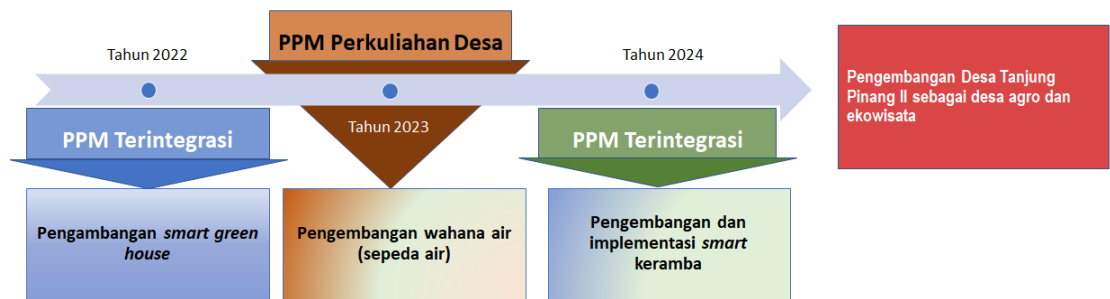 Tahun 2022
PPM Terintegrasi
Pengambangan smart green
house
PPM Perkuliahan Desa
Tahun 2023
Pengembangan wahana air
(sepeda air)
Tahun 2024
PPM Terintegrasi
Pengembangan dan
implementasi smart
keramba
Pengembangan Desa Tanjung
Pinang II sebagai desa agro dan
ekowisata